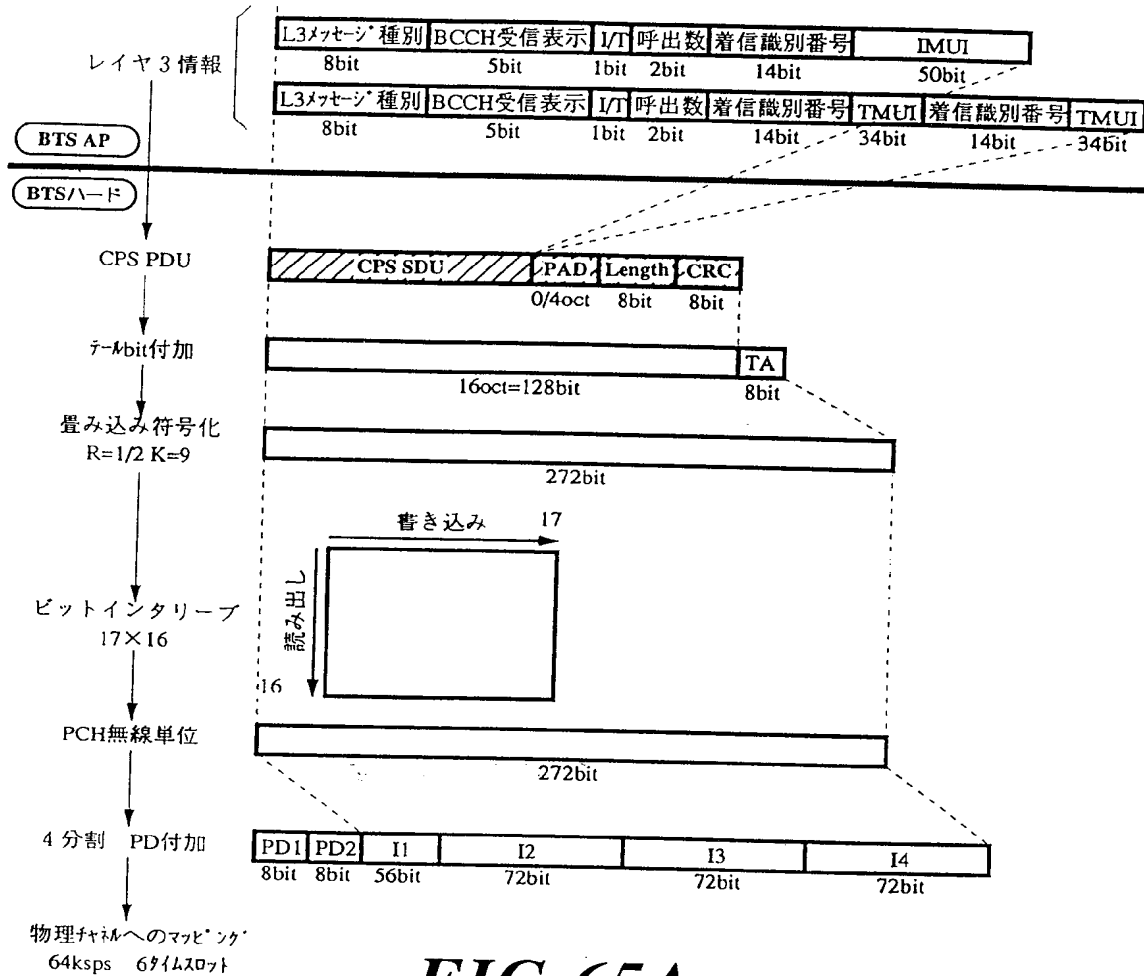 レイヤ3情報
L3メッセージ種別 BCCH受信表示 I/T 呼出数 着信識別番号 IMUI
8bit 5bit 1bit 2bit 14bit 50bit
L3メッセージ種別 BCCH受信表示 I/T 呼出数 着信識別番号 TMUI 着信識別番号 TMUI
8bit 5bit 1bit 2bit 14bit 34bit 14bit 34bit
BTS AP
BTSハード
CPS PDU
CPS SDU PAD Length CRC
0/4oct 8bit 8bit
テールbit付加
TA
16oct=128bit 8bit
畳み込み符号化
R=1/2 K=9
272bit
書き込み 17
読み出し
16
ビットインタリーブ
17×16
PCH無線単位
272bit
4分割 PD付加
PD1 PD2 I1 I2 I3 I4
8bit 8bit 56bit 72bit 72bit 72bit
物理チャネルへのマッピング
64ksps 6タイムスロット
FIG. 65A